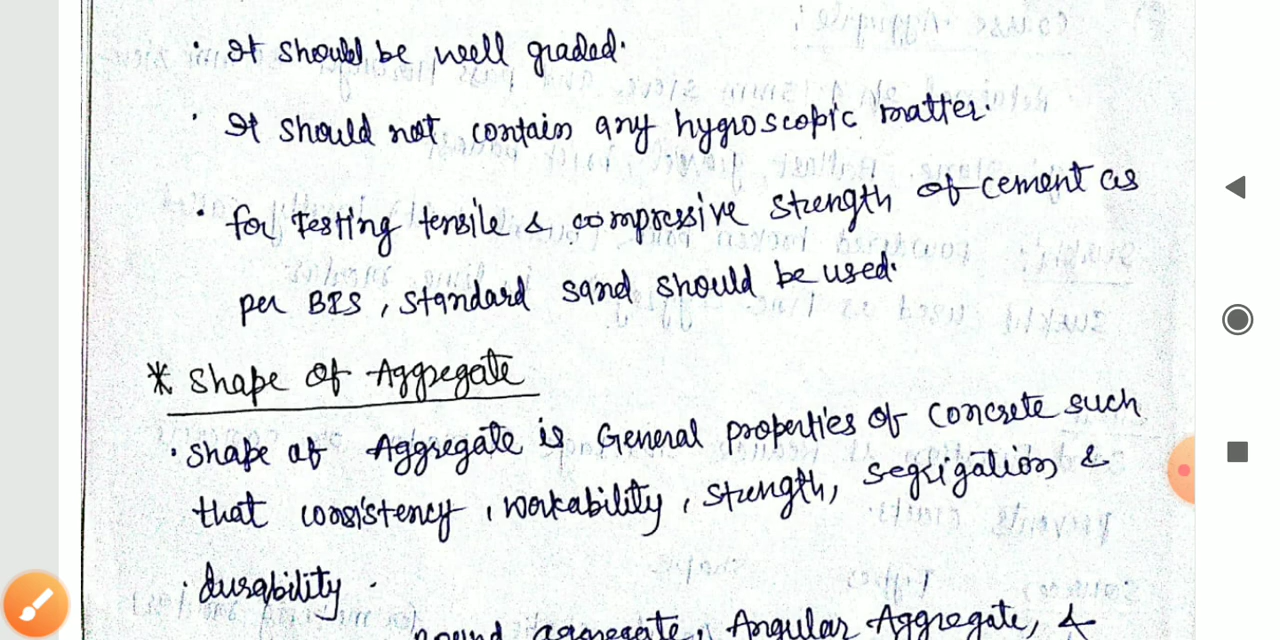 · It should be well graded.
· It should not contain any hygroscopic matter.
· for Testing tensile & compressive strength of cement as
per BIS, standard sand should be used.
* Shape of Aggregate
· Shape of Aggregate is General properties of concrete such
that consistency, workability, strength, segrigation &
· durability.
round aggregate, Angular Aggregate, &